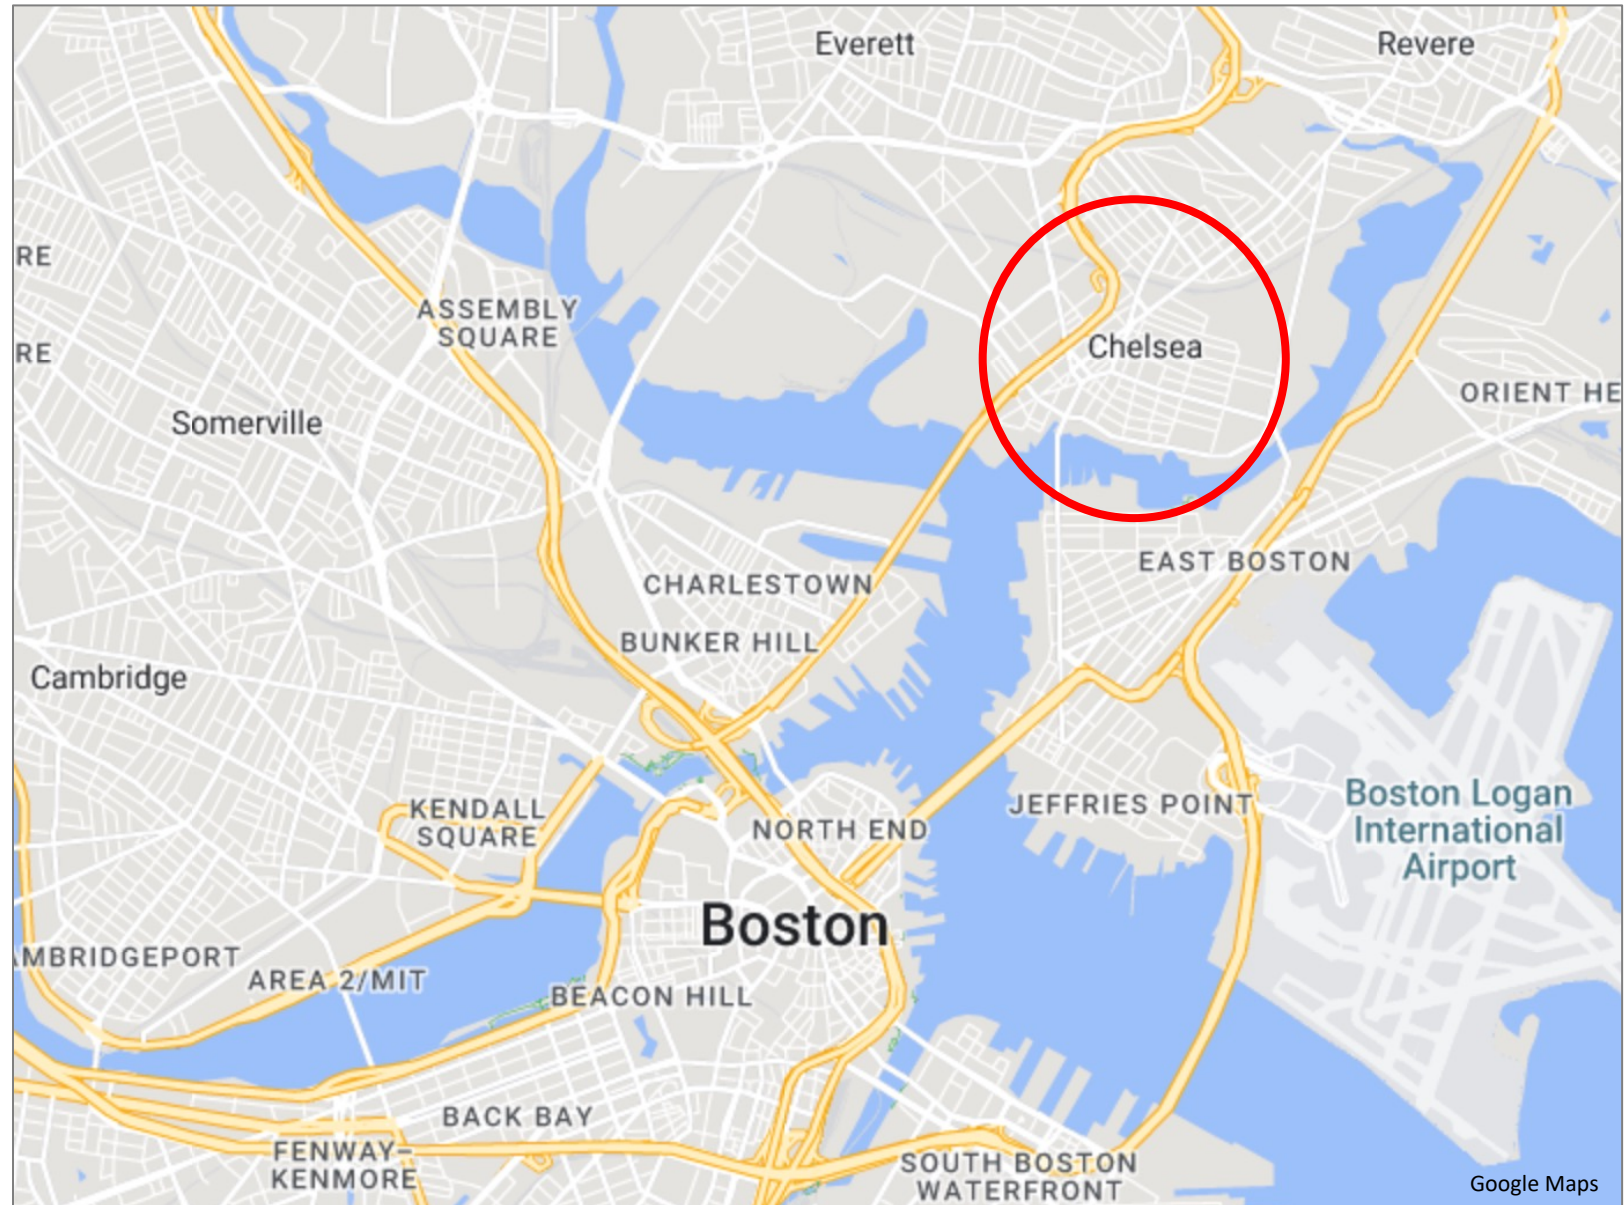 Everett
Revere
RE
ASSEMBLY
SQUARE
RE
Chelsea
ORIENT HE
Somerville
EAST BOSTON
CHARLESTOWN
BUNKER HILL
Cambridge
KENDALL
SQUARE
NORTH END
JEFFRIES POINT
Boston Logan
International
Airport
Boston
AMBRIDGEPORT
AREA 2/MIT
BEACON HILL
BACK BAY
FENWAY–
KENMORE
SOUTH BOSTON
WATERFRONT
Google Maps